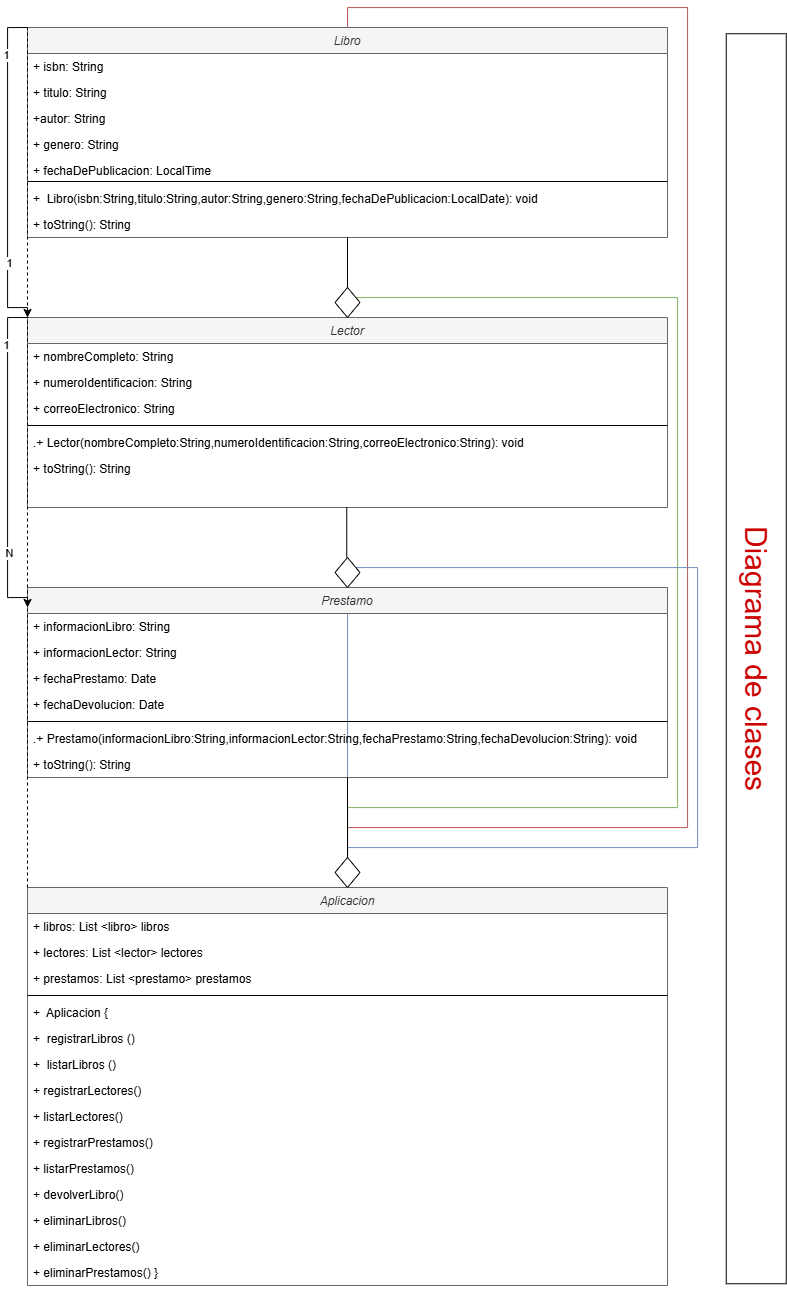 Libro
1
+ isbn: String
+ titulo: String
+autor: String
+ genero: String
+ fechaDePublicacion: LocalTime
+  Libro(isbn:String,titulo:String,autor:String,genero:String,fechaDePublicacion:LocalDate): void
+ toString(): String
1
Lector
1
+ nombreCompleto: String
+ numeroIdentificacion: String
+ correoElectronico: String
.+ Lector(nombreCompleto:String,numeroIdentificacion:String,correoElectronico:String): void
+ toString(): String
N
Prestamo
+ informacionLibro: String
+ informacionLector: String
+ fechaPrestamo: Date
+ fechaDevolucion: Date
.+ Prestamo(informacionLibro:String,informacionLector:String,fechaPrestamo:String,fechaDevolucion:String): void
+ toString(): String
Aplicacion
+ libros: List <libro> libros
+ lectores: List <lector> lectores
+ prestamos: List <prestamo> prestamos
+  Aplicacion {
+  registrarLibros ()
+  listarLibros ()
+ registrarLectores()
+ listarLectores()
+ registrarPrestamos()
+ listarPrestamos()
+ devolverLibro()
+ eliminarLibros()
+ eliminarLectores()
+ eliminarPrestamos() }
Diagrama de clases